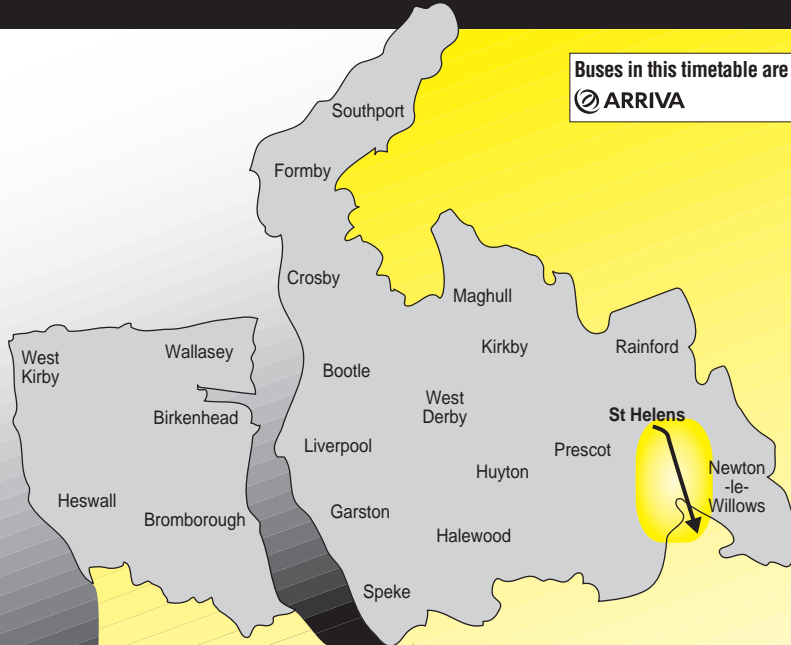 Buses in this timetable are
ARRIVA
Southport
Formby
Crosby
Maghull
Kirkby
Rainford
West
Kirby
Wallasey
Bootle
West
Derby
Birkenhead
St Helens
Liverpool
Prescot
Huyton
Newton
-le-
Willows
Heswall
Bromborough
Garston
Halewood
Speke